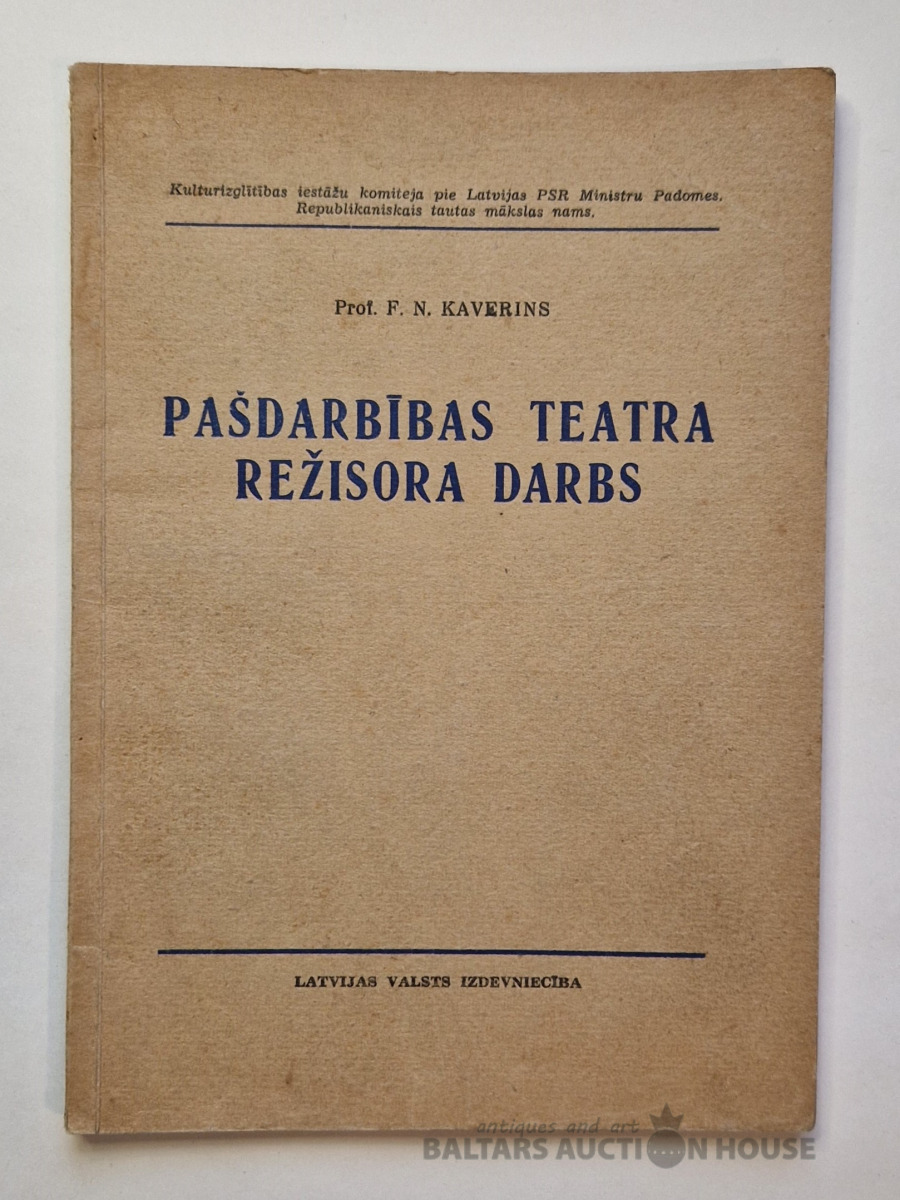 Kulturizglītības iestāžu komiteja pie Latvijas PSR Ministru Padomes.
Republikaniskais tautas mākslas nams.
Prof. F. N. KAVERINS
PAŠDARBĪBAS TEATRA
REŽISORA DARBS
LATVIJAS VALSTS IZDEVNIECĪBA
antiques and art
BALTARS AUCTION HOUSE